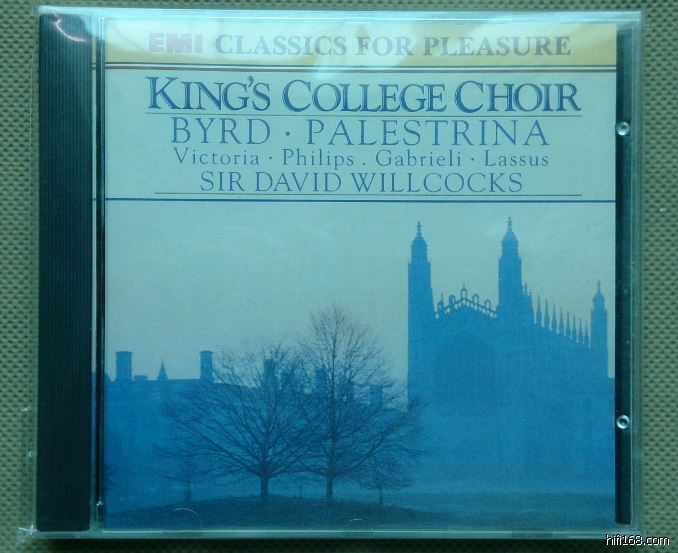 EMI CLASSICS FOR PLEASURE
KING'S COLLEGE CHOIR
BYRD · PALESTRINA
Victoria · Philips . Gabrieli · Lassus
SIR DAVID WILLCOCKS
hifi168.com